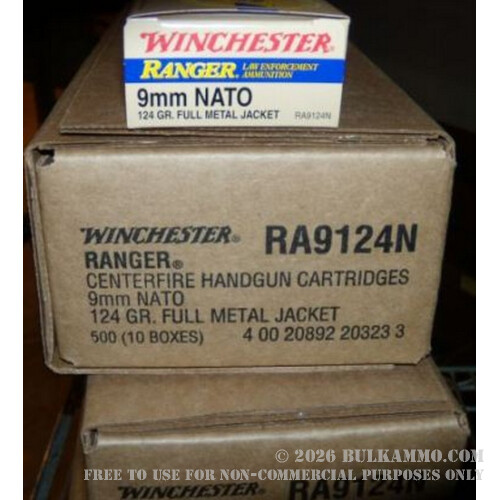 WINCHESTER®
RANGER® LAW ENFORCEMENT AMMUNITION
9mm NATO
124 GR. FULL METAL JACKET RA9124N
WINCHESTER® RA9124N
RANGER®
CENTERFIRE HANDGUN CARTRIDGES
9mm NATO
124 GR. FULL METAL JACKET
500 (10 BOXES) 4 00 20892 20323 3
© 2026 BULKAMMO.COM
FREE TO USE FOR NON-COMMERCIAL PURPOSES ONLY
WINCHESTER RA9124N